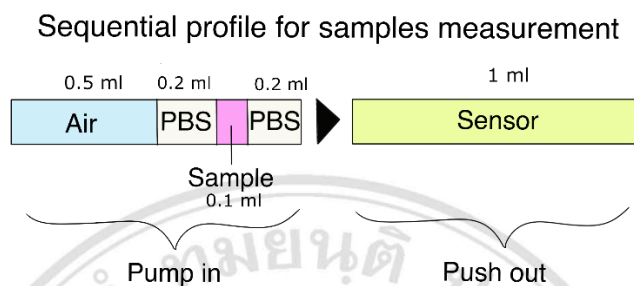 Sequential profile for samples measurement
0.5 ml 0.2 ml 0.2 ml 1 ml
Air PBS PBS Sensor
Sample
0.1 ml
Pump in Push out